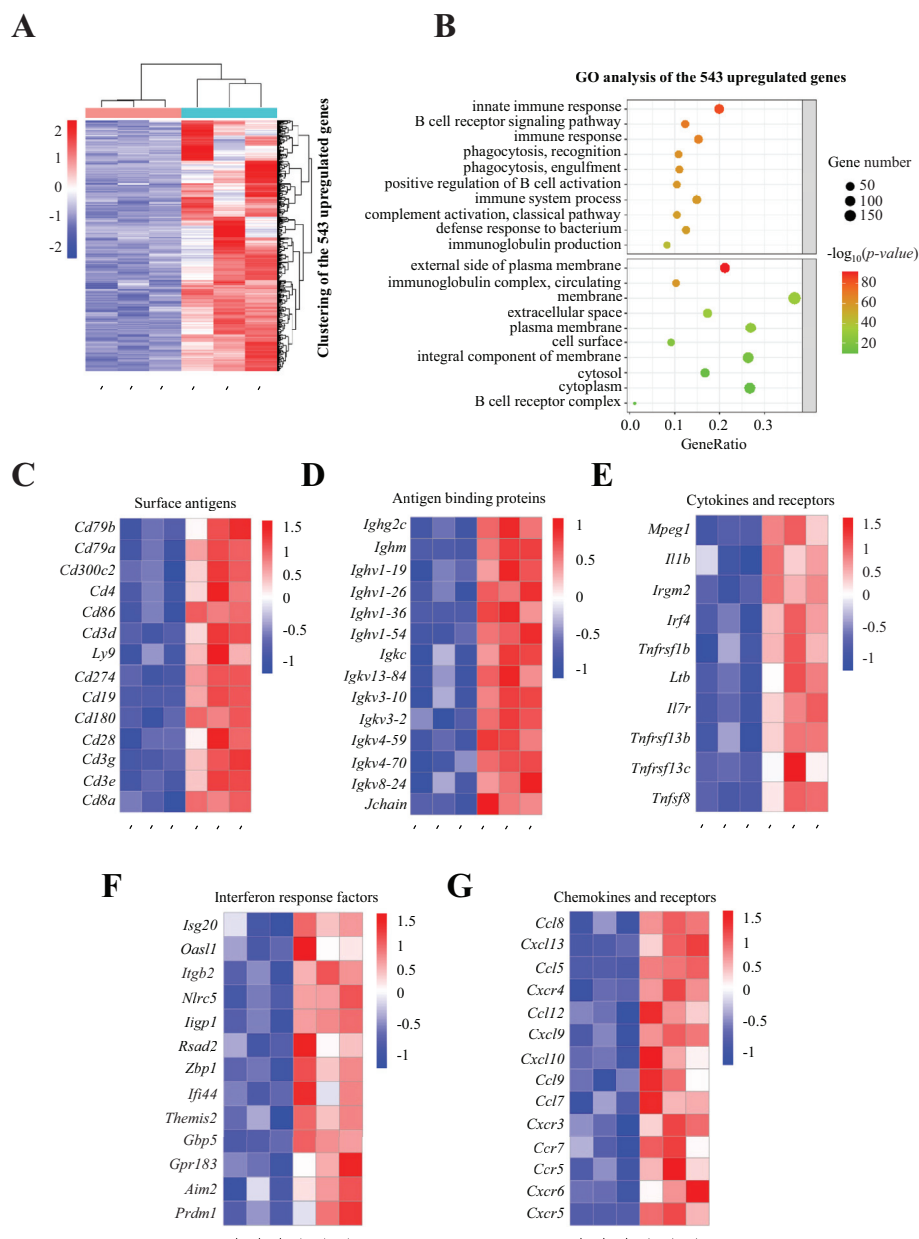 A
2
1
0
-1
-2
Clustering of the 543 upregulated genes
B
GO analysis of the 543 upregulated genes
innate immune response
B cell receptor signaling pathway
immune response
phagocytosis, recognition
phagocytosis, engulfment
positive regulation of B cell activation
immune system process
complement activation, classical pathway
defense response to bacterium
immunoglobulin production
external side of plasma membrane
immunoglobulin complex, circulating
membrane
extracellular space
plasma membrane
cell surface
integral component of membrane
cytosol
cytoplasm
B cell receptor complex
0.0 0.1 0.2 0.3
GeneRatio
Gene number
50
100
150
-log10(p-value)
80
60
40
20
C
Surface antigens
Cd79b
Cd79a
Cd300c2
Cd4
Cd86
Cd3d
Ly9
Cd274
Cd19
Cd180
Cd28
Cd3g
Cd3e
Cd8a
1.5
1
0.5
0
-0.5
-1
D
Antigen binding proteins
Ighg2c
Ighm
Ighv1-19
Ighv1-26
Ighv1-36
Ighv1-54
Igkc
Igkv13-84
Igkv3-10
Igkv3-2
Igkv4-59
Igkv4-70
Igkv8-24
Jchain
1
0.5
0
-0.5
-1
E
Cytokines and receptors
Mpeg1
Il1b
Irgm2
Irf4
Tnfrsf1b
Ltb
Il7r
Tnfrsf13b
Tnfrsf13c
Tnfsf8
1.5
1
0.5
0
-0.5
-1
F
Interferon response factors
Isg20
Oasl1
Itgb2
Nlrc5
Iigp1
Rsad2
Zbp1
Ifi44
Themis2
Gbp5
Gpr183
Aim2
Prdm1
1.5
1
0.5
0
-0.5
-1
G
Chemokines and receptors
Ccl8
Cxcl13
Ccl5
Cxcr4
Ccl12
Cxcl9
Cxcl10
Ccl9
Ccl7
Cxcr3
Ccr7
Ccr5
Cxcr6
Cxcr5
1.5
1
0.5
0
-0.5
-1